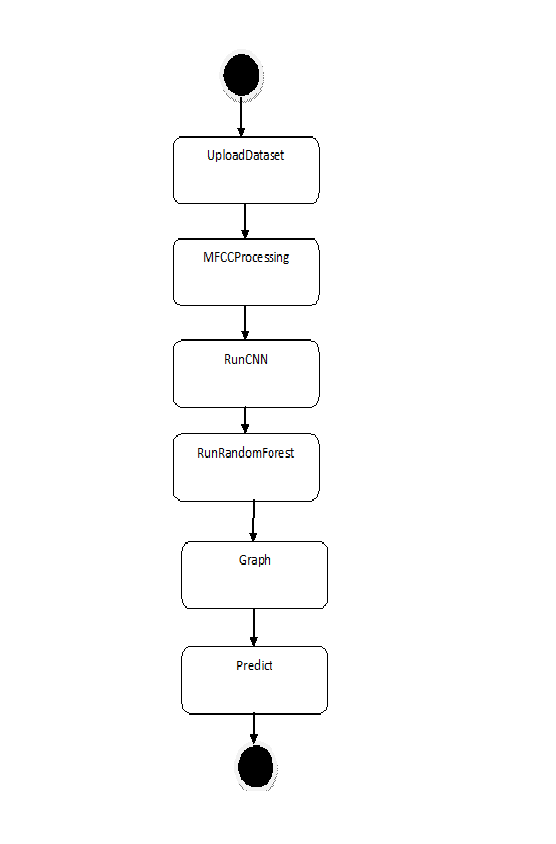 UploadDataset
MFCCProcessing
RunCNN
RunRandomForest
Graph
Predict